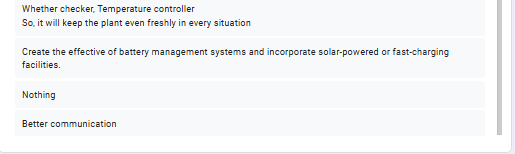 Whether checker, Temperature controller
So, it will keep the plant even freshly in every situation
Create the effective of battery management systems and incorporate solar-powered or fast-charging
facilities.
Nothing
Better communication